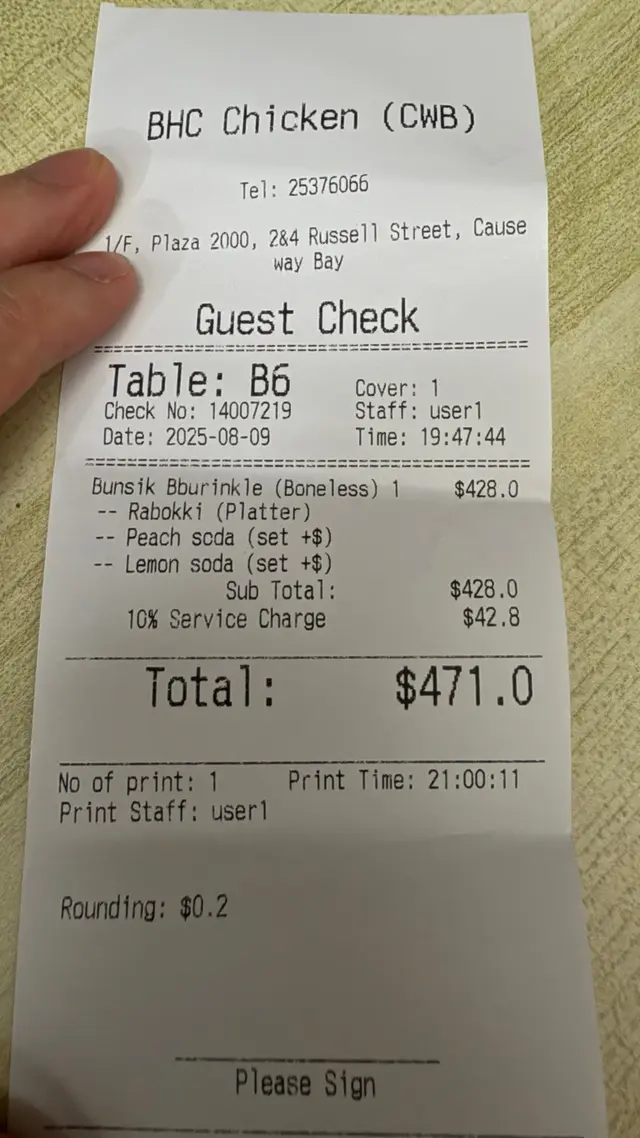 BHC Chicken (CWB)
Tel: 25376066
1/F, Plaza 2000, 2&4 Russell Street, Cause
way Bay
Guest Check
Table: B6 Cover: 1
Check No: 14007219 Staff: user1
Date: 2025-08-09 Time: 19:47:44
Bunsik Bburinkle (Boneless) 1 $428.0
-- Rabokki (Platter)
-- Peach soda (set +$)
-- Lemon soda (set +$)
Sub Total: $428.0
10% Service Charge $42.8
Total: $471.0
No of print: 1 Print Time: 21:00:11
Print Staff: user1
Rounding: $0.2
Please Sign